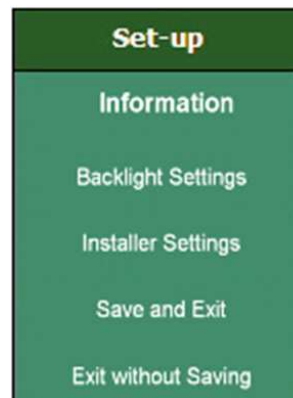 Set-up
Information
Backlight Settings
Installer Settings
Save and Exit
Exit without Saving